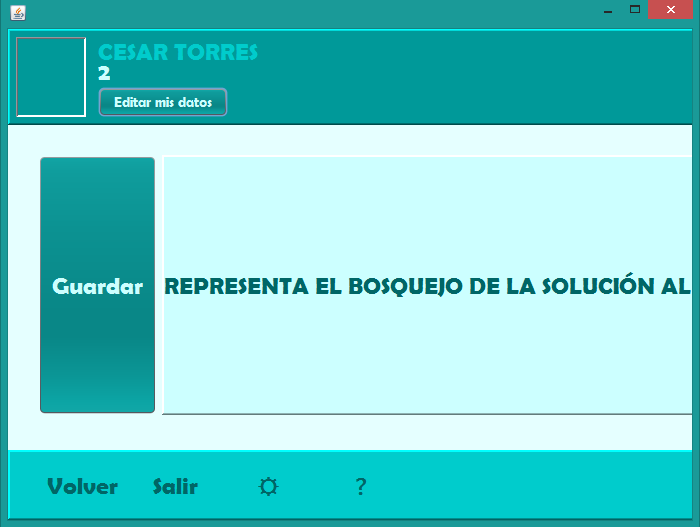 CESAR TORRES
2
Editar mis datos
Guardar
REPRESENTA EL BOSQUEJO DE LA SOLUCIÓN AL
Volver
Salir
?